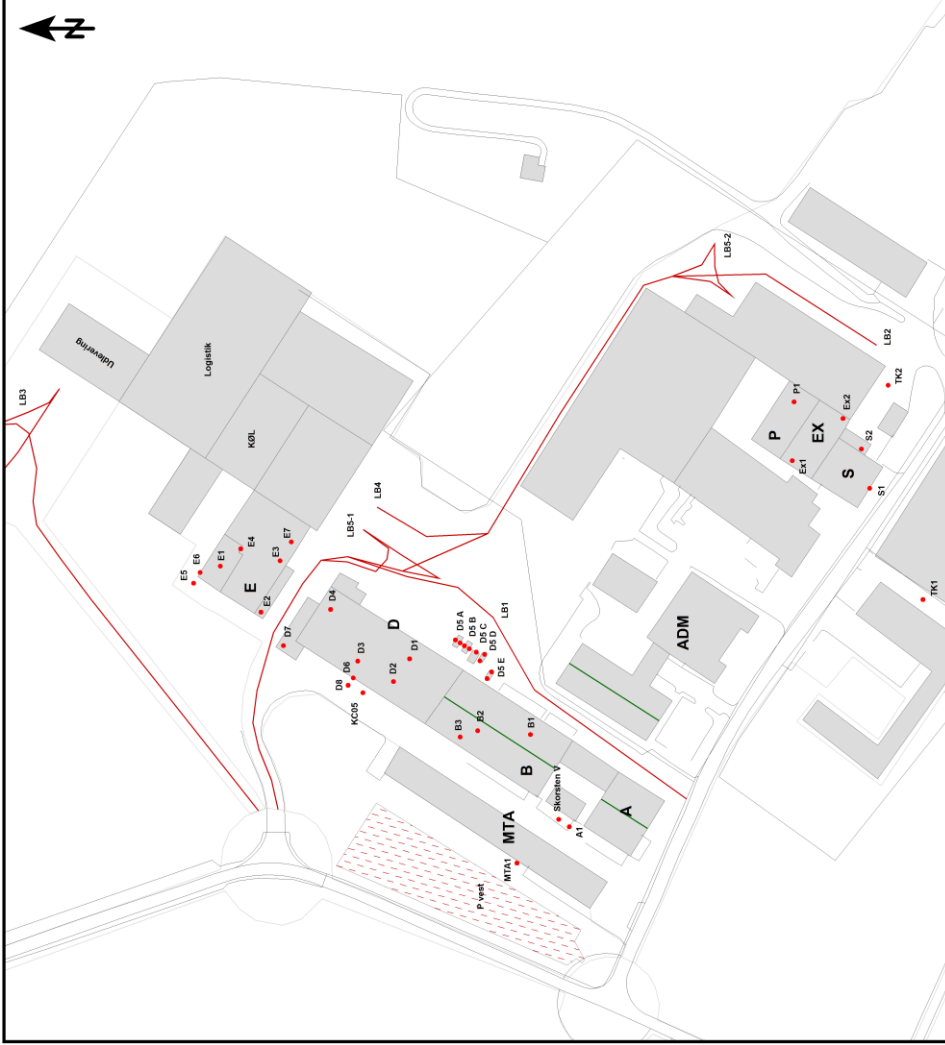 N
LB3
Udlevering
Logistik
KØL
LB5-2
LB4
LB5-1
E5
E6
E1
E4
E7
E3
E
E2
D7
D4
D
D3
D6
D8
D1
D2
KC05
D5 A
D5 B
D5 C
D5 D
D5 E
LB1
LB2
TK2
P1
P
Ex2
EX
Ex1
S2
S
S1
B3
B2
B1
B
ADM
Skorsten V
A
A1
MTA
MTA1
P vest
TK1